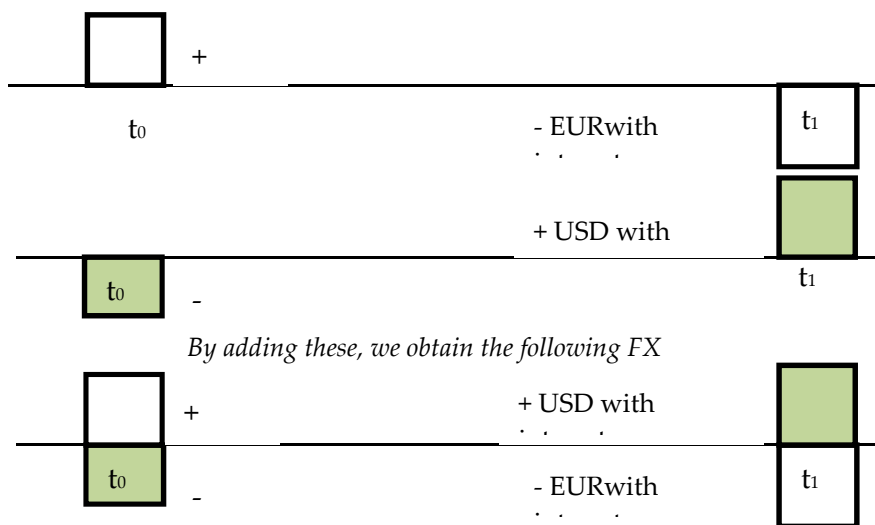 +
t0
- EURwith
t1
+ USD with
t0
-
t1
By adding these, we obtain the following FX
+
+ USD with
t0
-
- EURwith
t1